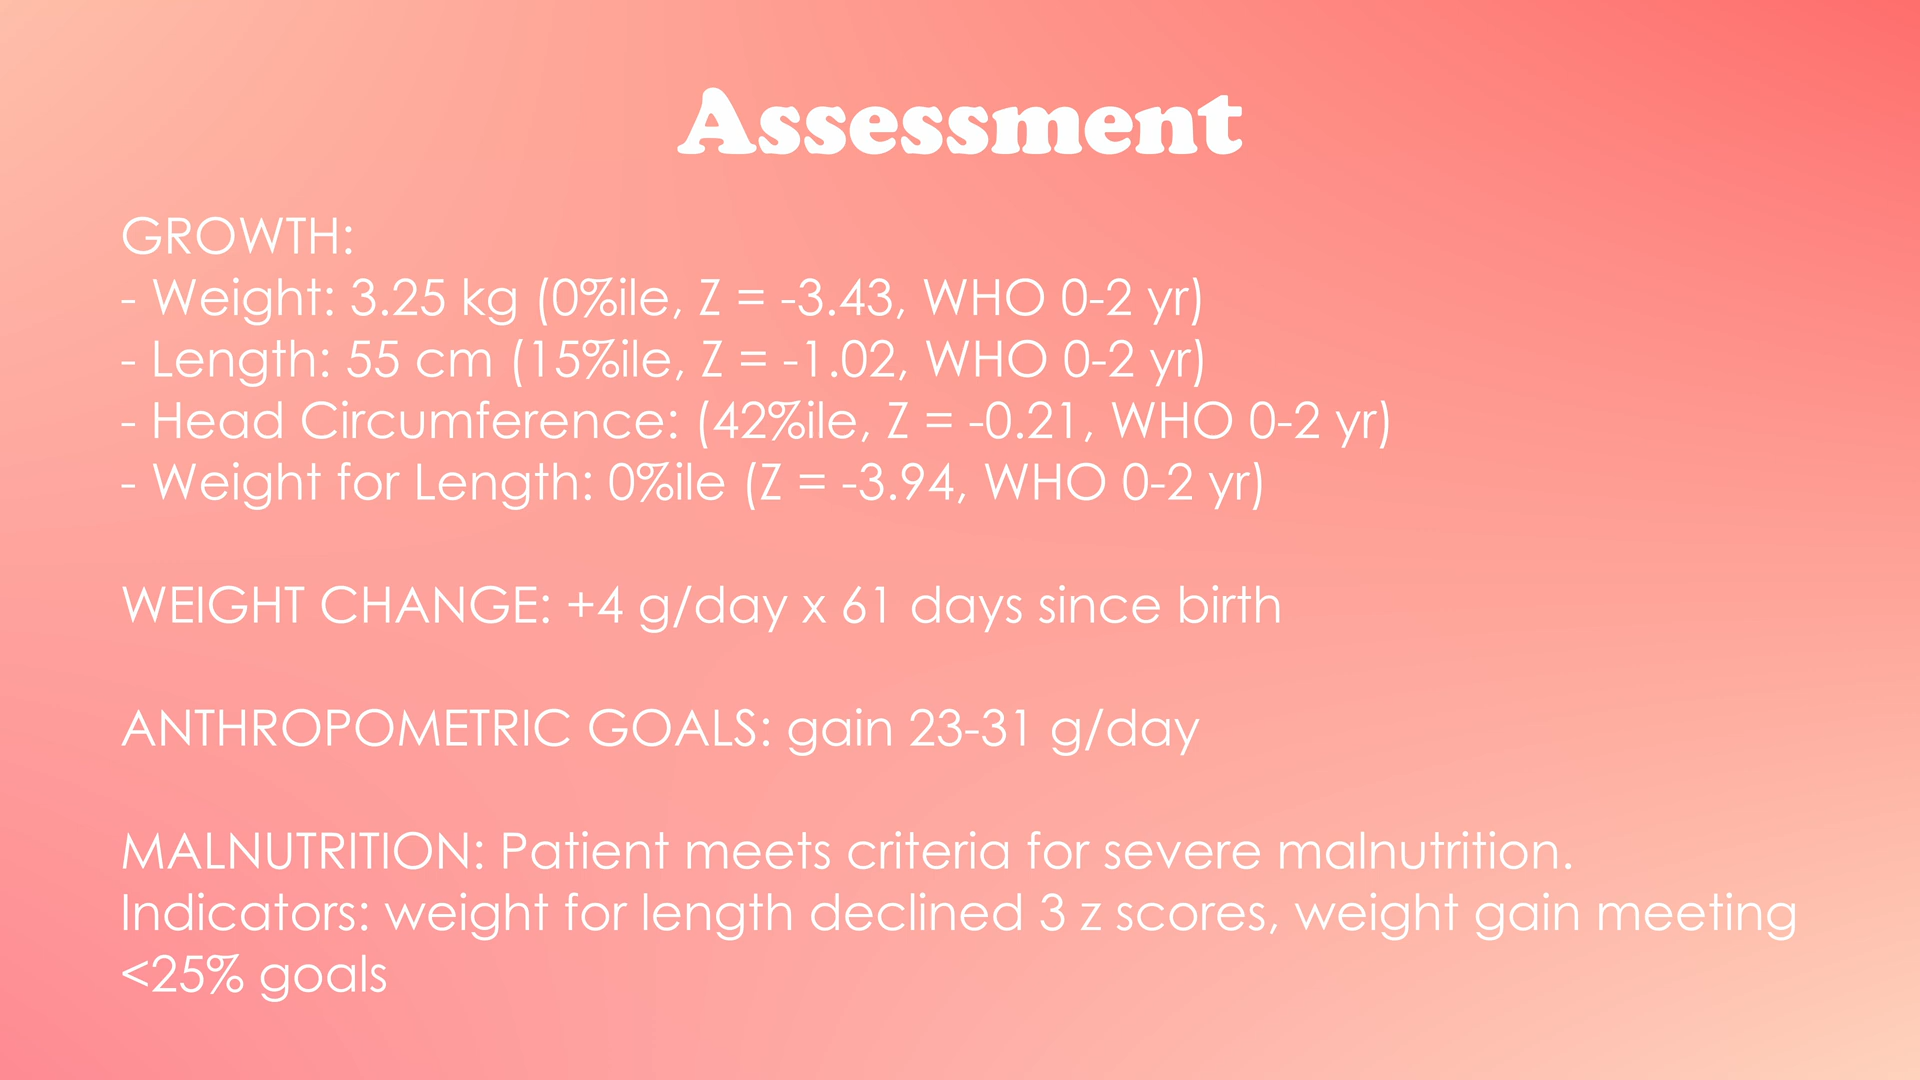 Assessment
GROWTH:
- Weight: 3.25 kg (0%ile, Z = -3.43, WHO 0-2 yr)
- Length: 55 cm (15%ile, Z = -1.02, WHO 0-2 yr)
- Head Circumference: (42%ile, Z = -0.21, WHO 0-2 yr)
- Weight for Length: 0%ile (Z = -3.94, WHO 0-2 yr)
WEIGHT CHANGE: +4 g/day x 61 days since birth
ANTHROPOMETRIC GOALS: gain 23-31 g/day
MALNUTRITION: Patient meets criteria for severe malnutrition.
Indicators: weight for length declined 3 z scores, weight gain meeting
<25% goals